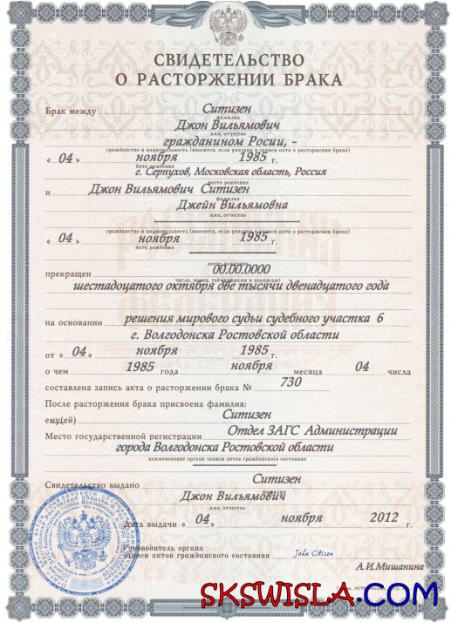 СВИДЕТЕЛЬСТВО
О РАСТОРЖЕНИИ БРАКА
Брак между Ситизен
фамилия
Джон Вильямович
имя, отчество
гражданином Росии, -
гражданство и национальность (вносится, если указаны в записи акта о расторжении брака)
« 04 » ноября 1985 г.
дата рождения
г. Серпухов, Московская область, Россия
место рождения
и Джон Вильямович Ситизен
фамилия
Джейн Вильямовна
имя, отчество
гражданство и национальность (вносится, если указаны в записи акта о расторжении брака)
« 04 » ноября 1985 г.
дата рождения
место рождения
прекращен 00.00.0000
число, месяц, год (цифрами и прописью)
шестадоцатого октября две тысячи двенадцатого года
на основании решения мирового судьи судебного участка 6
г. Волгодонска Ростовской области
от « 04 » ноября 1985 г.
о чем 1985 года ноября месяца 04 числа
составлена запись акта о расторжении брака № 730
После расторжения брака присвоена фамилия:
ему(ей) Ситизен
Место государственной регистрации Отдел ЗАГС Администрации
города Волгодонска Ростовской области
наименование органа записи актов гражданского состояния
Свидетельство выдано Ситизен
Джон Вильямович
имя, отчество
Дата выдачи « 04 » ноября 2012 г.
Руководитель органа
записи актов гражданского состояния John Citizen
А.И.Мишанина
SKSWISLA.COM